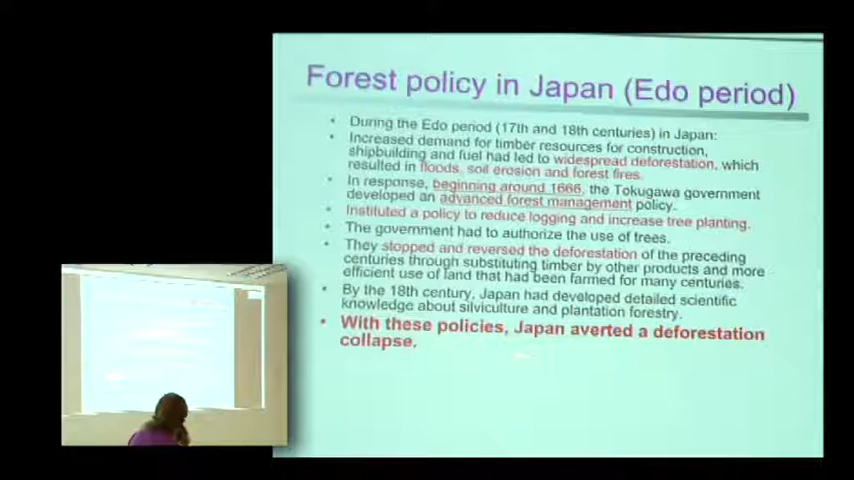 Forest policy in Japan (Edo period)
• During the Edo period (17th and 18th centuries) in Japan:
• Increased demand for timber resources for construction,
shipbuilding and fuel had led to widespread deforestation, which
resulted in floods, soil erosion and forest fires.
• In response, beginning around 1666, the Tokugawa government
developed an advanced forest management policy.
• Instituted a policy to reduce logging and increase tree planting.
• The government had to authorize the use of trees.
• They stopped and reversed the deforestation of the preceding
centuries through substituting timber by other products and more
efficient use of land that had been farmed for many centuries.
• By the 18th century, Japan had developed detailed scientific
knowledge about silviculture and plantation forestry.
• With these policies, Japan averted a deforestation
collapse.